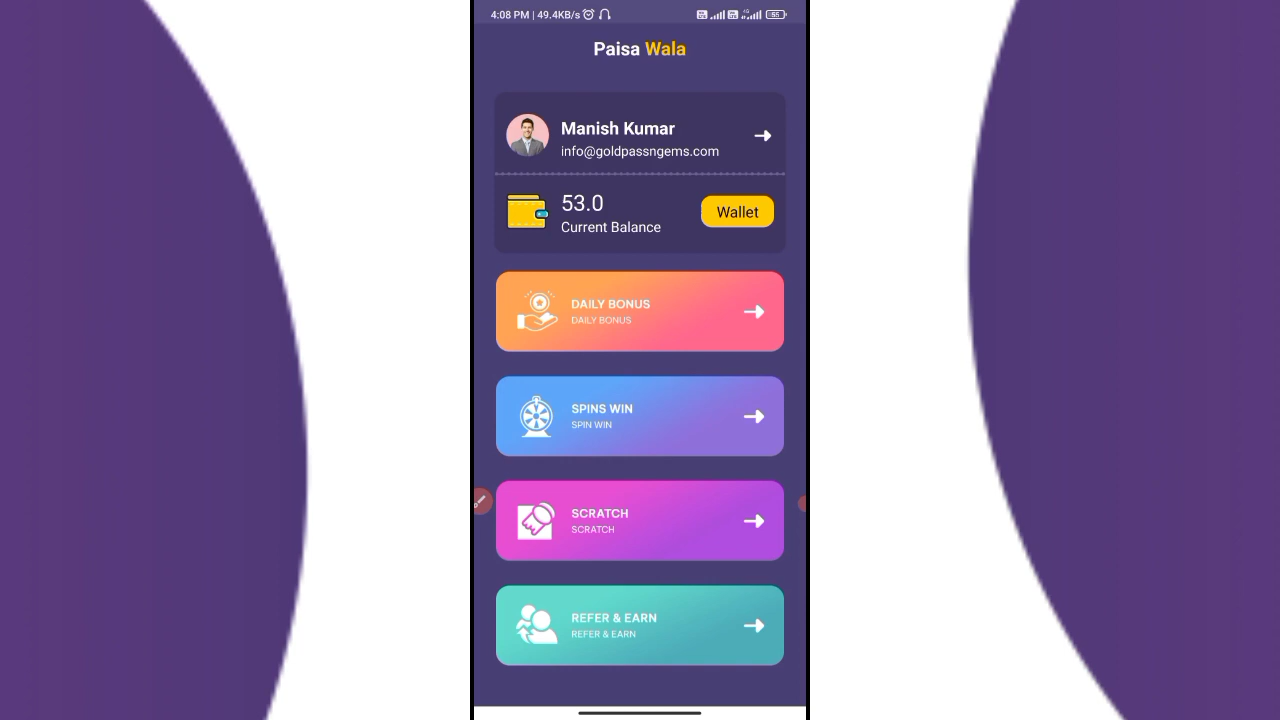 4:08 PM | 49.4KB/s
55
Paisa Wala
Manish Kumar
info@goldpassngems.com
53.0
Current Balance
Wallet
DAILY BONUS
DAILY BONUS
SPINS WIN
SPIN WIN
SCRATCH
SCRATCH
REFER & EARN
REFER & EARN